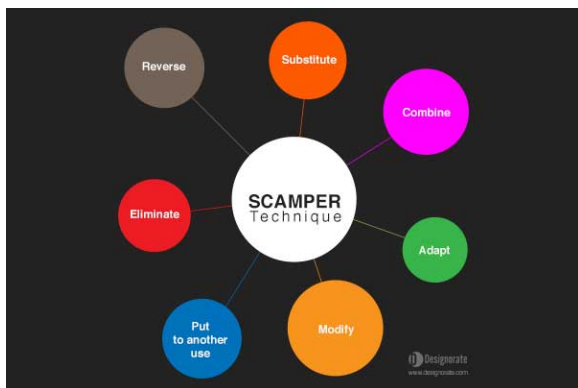 Substitute
Reverse
Combine
SCAMPER
Technique
Eliminate
Adapt
Put
to another
use
Modify
Designorate
www.designorate.com